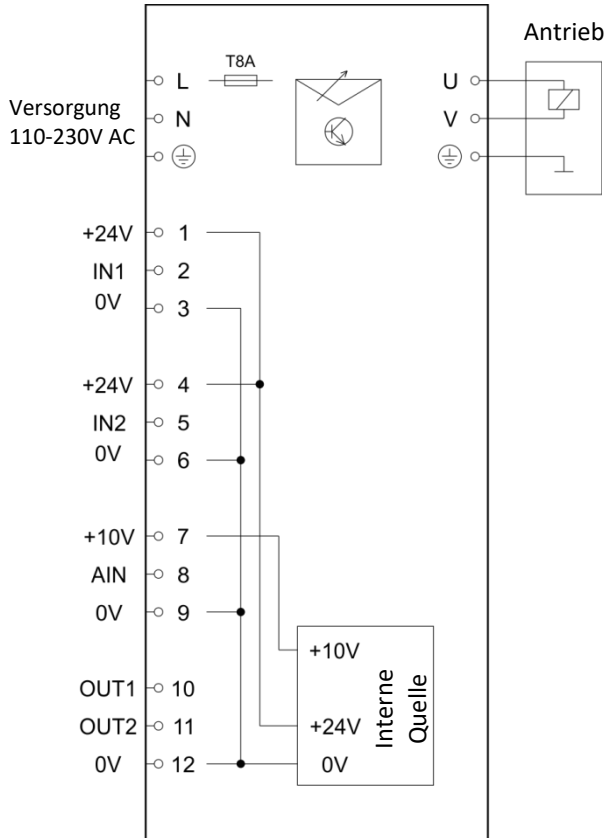 Antrieb
T8A
L
U
Versorgung
110-230V AC
N
V
+24V 1
IN1 2
0V 3
+24V 4
IN2 5
0V 6
+10V 7
AIN 8
0V 9
OUT1 10
OUT2 11
0V 12
+10V
+24V
0V
Interne
Quelle